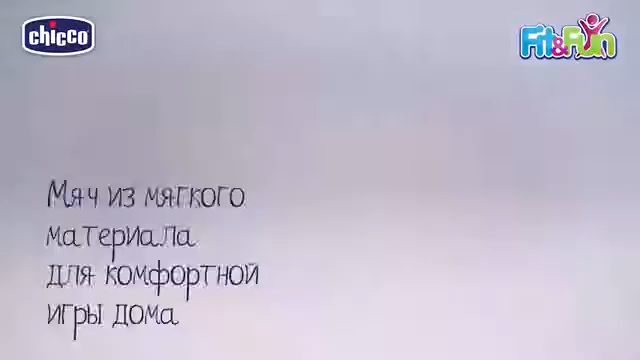 chicco
Fit&Fun
Мяч из мягкого
материала
для комфортной
игры дома